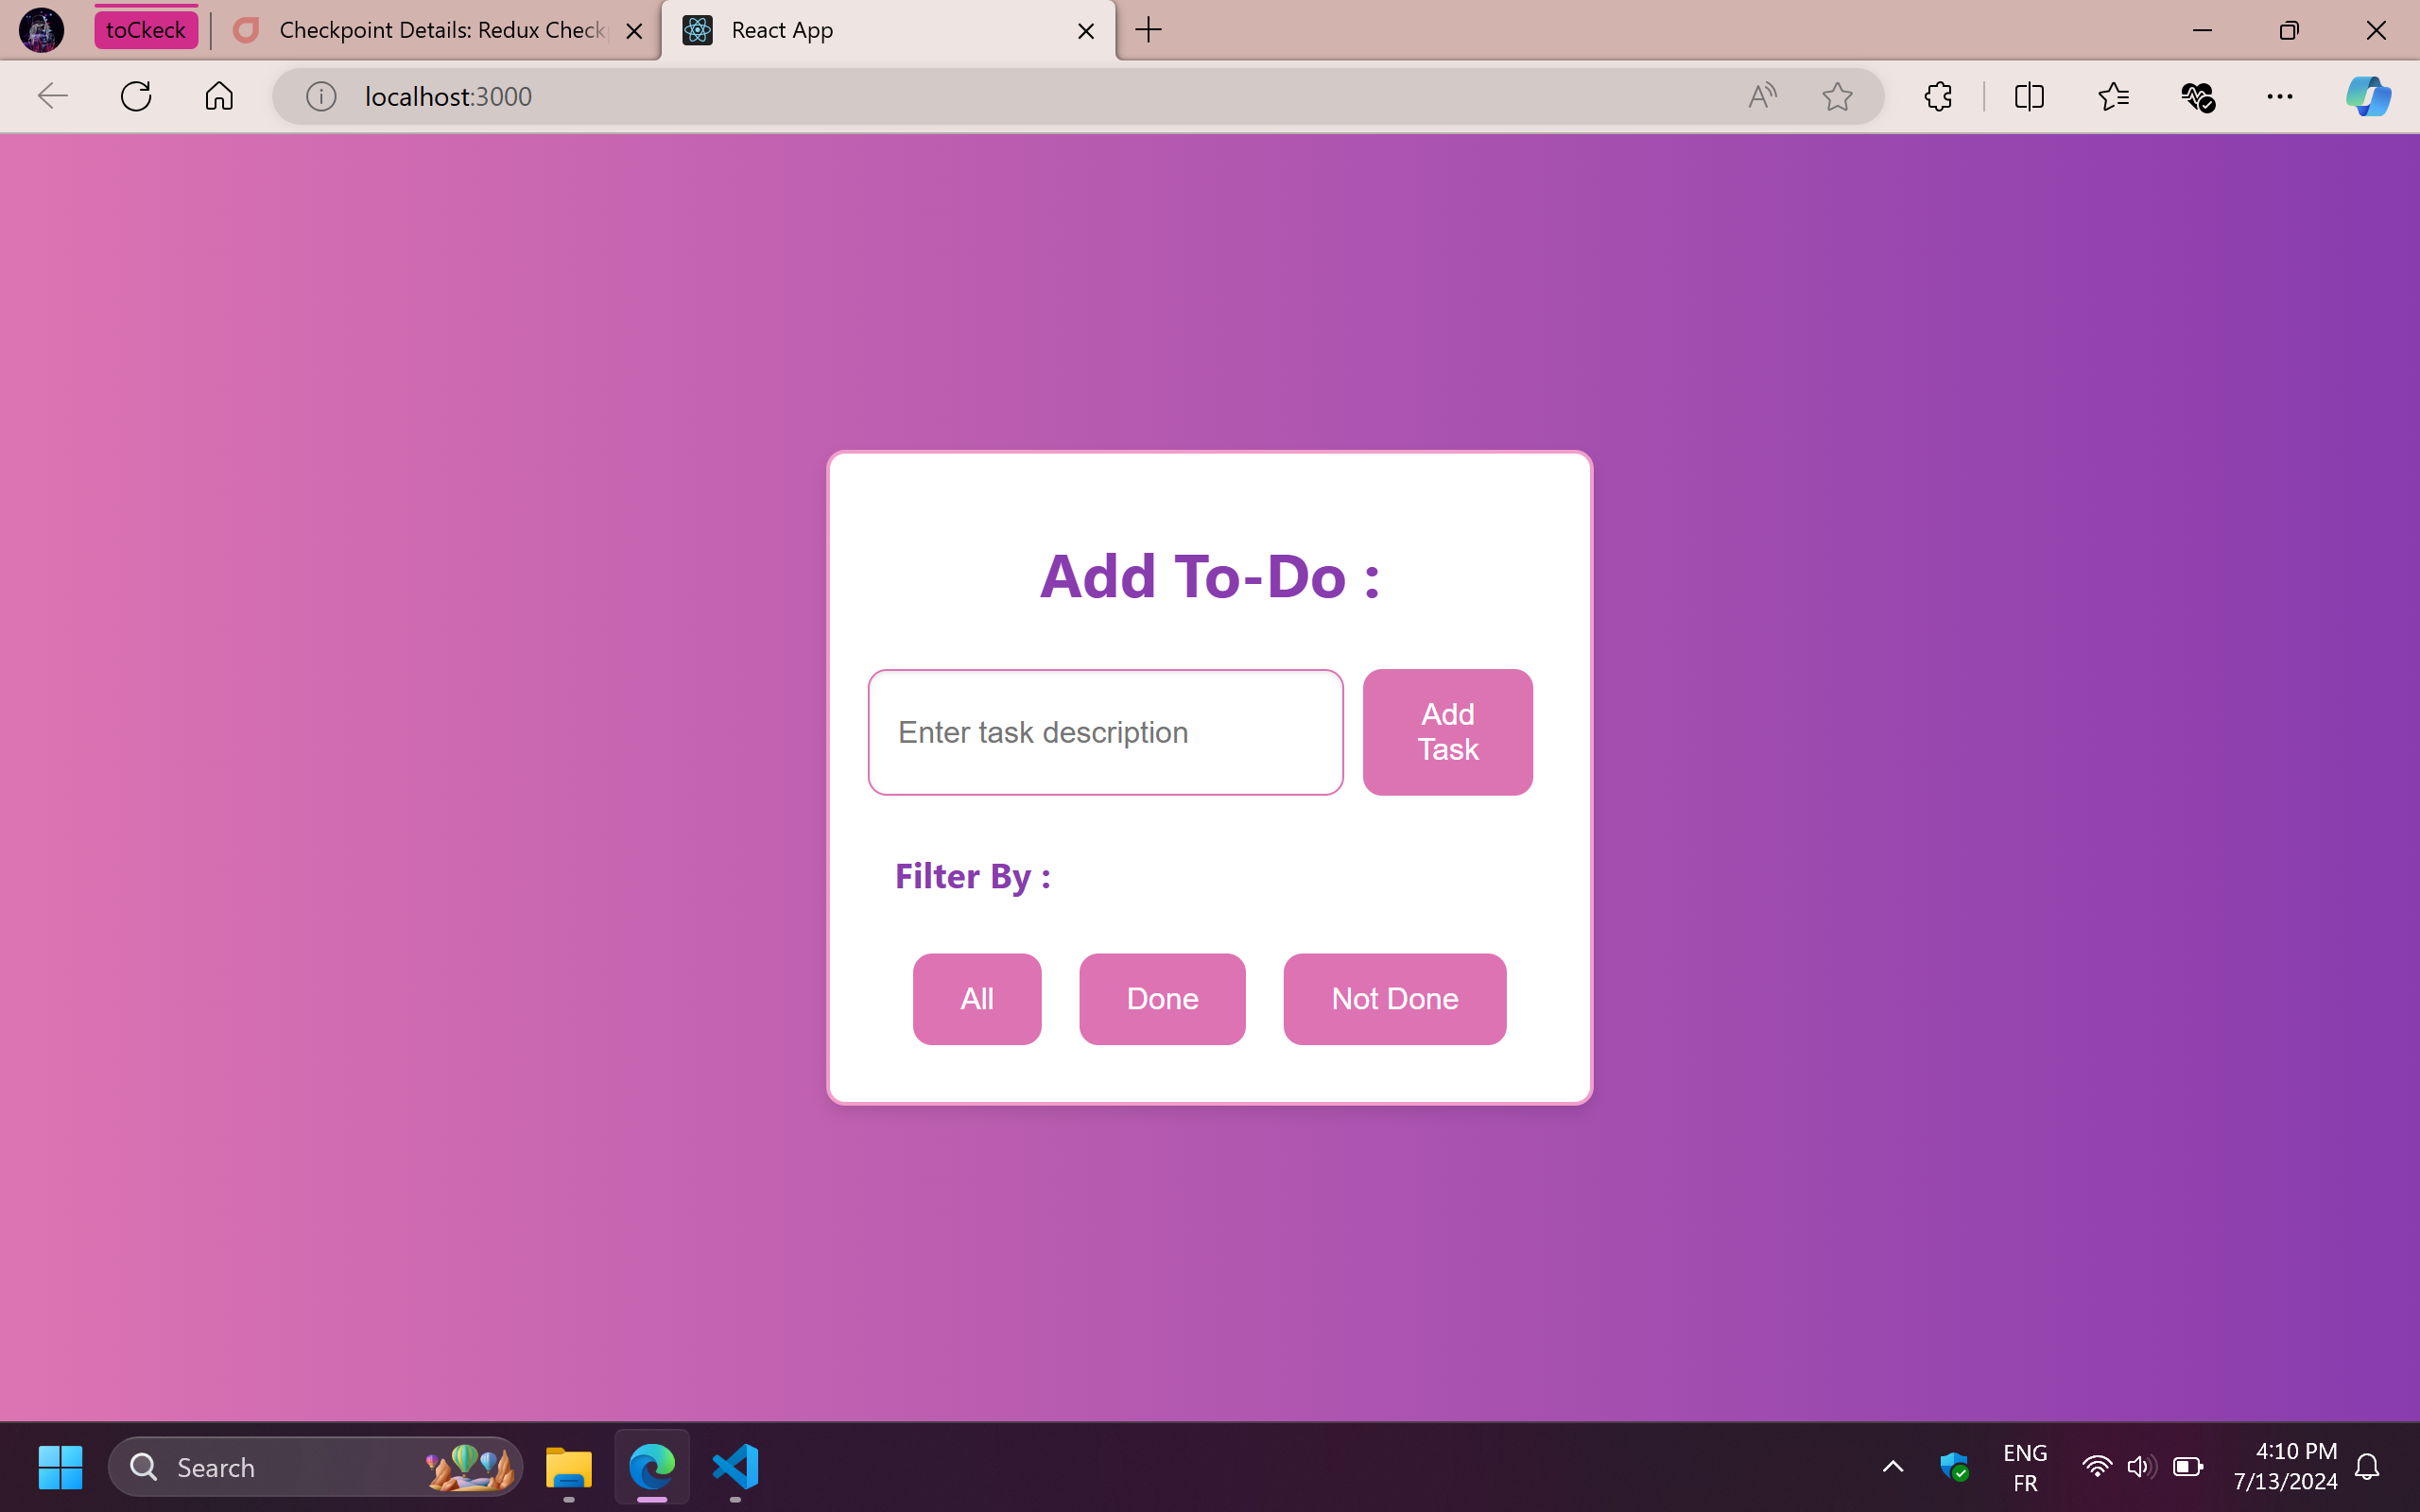 toCkeck
Checkpoint Details: Redux Check
React App
localhost:3000
Add To-Do :
Enter task description
Add
Task
Filter By :
All
Done
Not Done
Search
ENG
FR
4:10 PM
7/13/2024